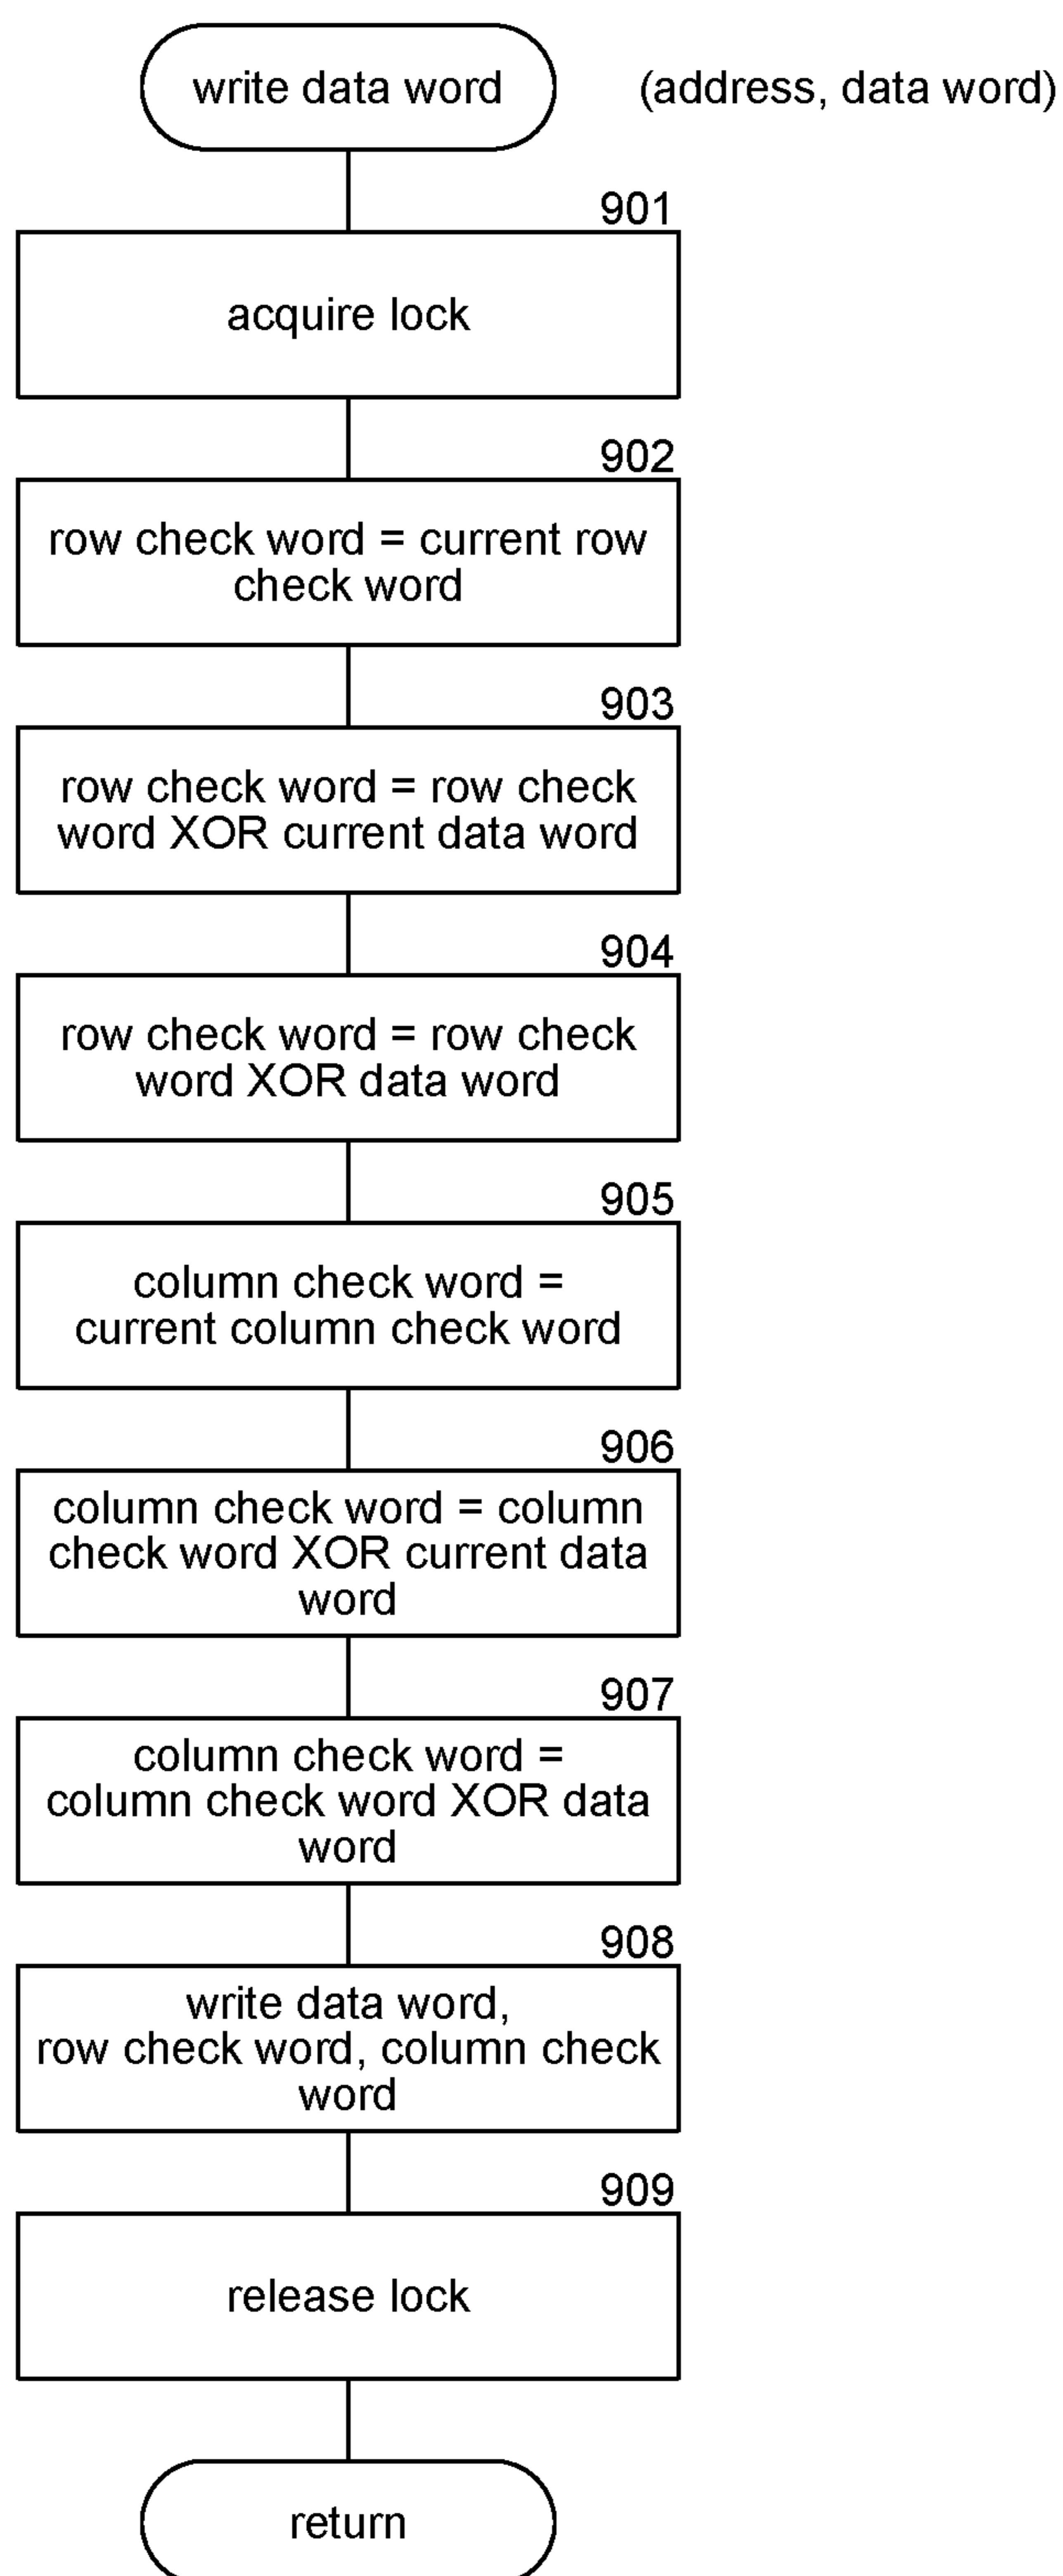 write data word
(address, data word)
901
acquire lock
902
row check word = current row
check word
903
row check word = row check
word XOR current data word
904
row check word = row check
word XOR data word
905
column check word =
current column check word
906
column check word = column
check word XOR current data
word
907
column check word =
column check word XOR data
word
908
write data word,
row check word, column check
word
909
release lock
return